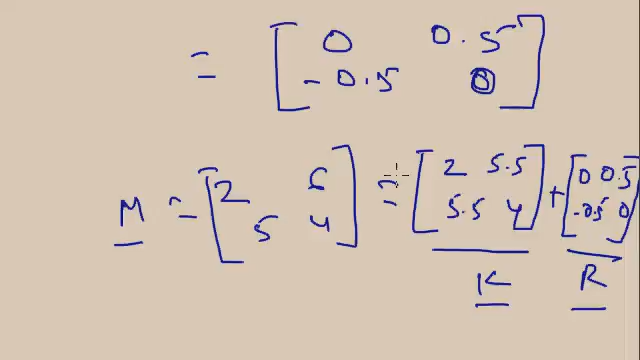 = [ 0 0.5
-0.5 0 ]
M = [ 2 6
5 4 ] = [ 2 5.5
5.5 4 ] + [ 0 0.5
-0.5 0 ]
K R